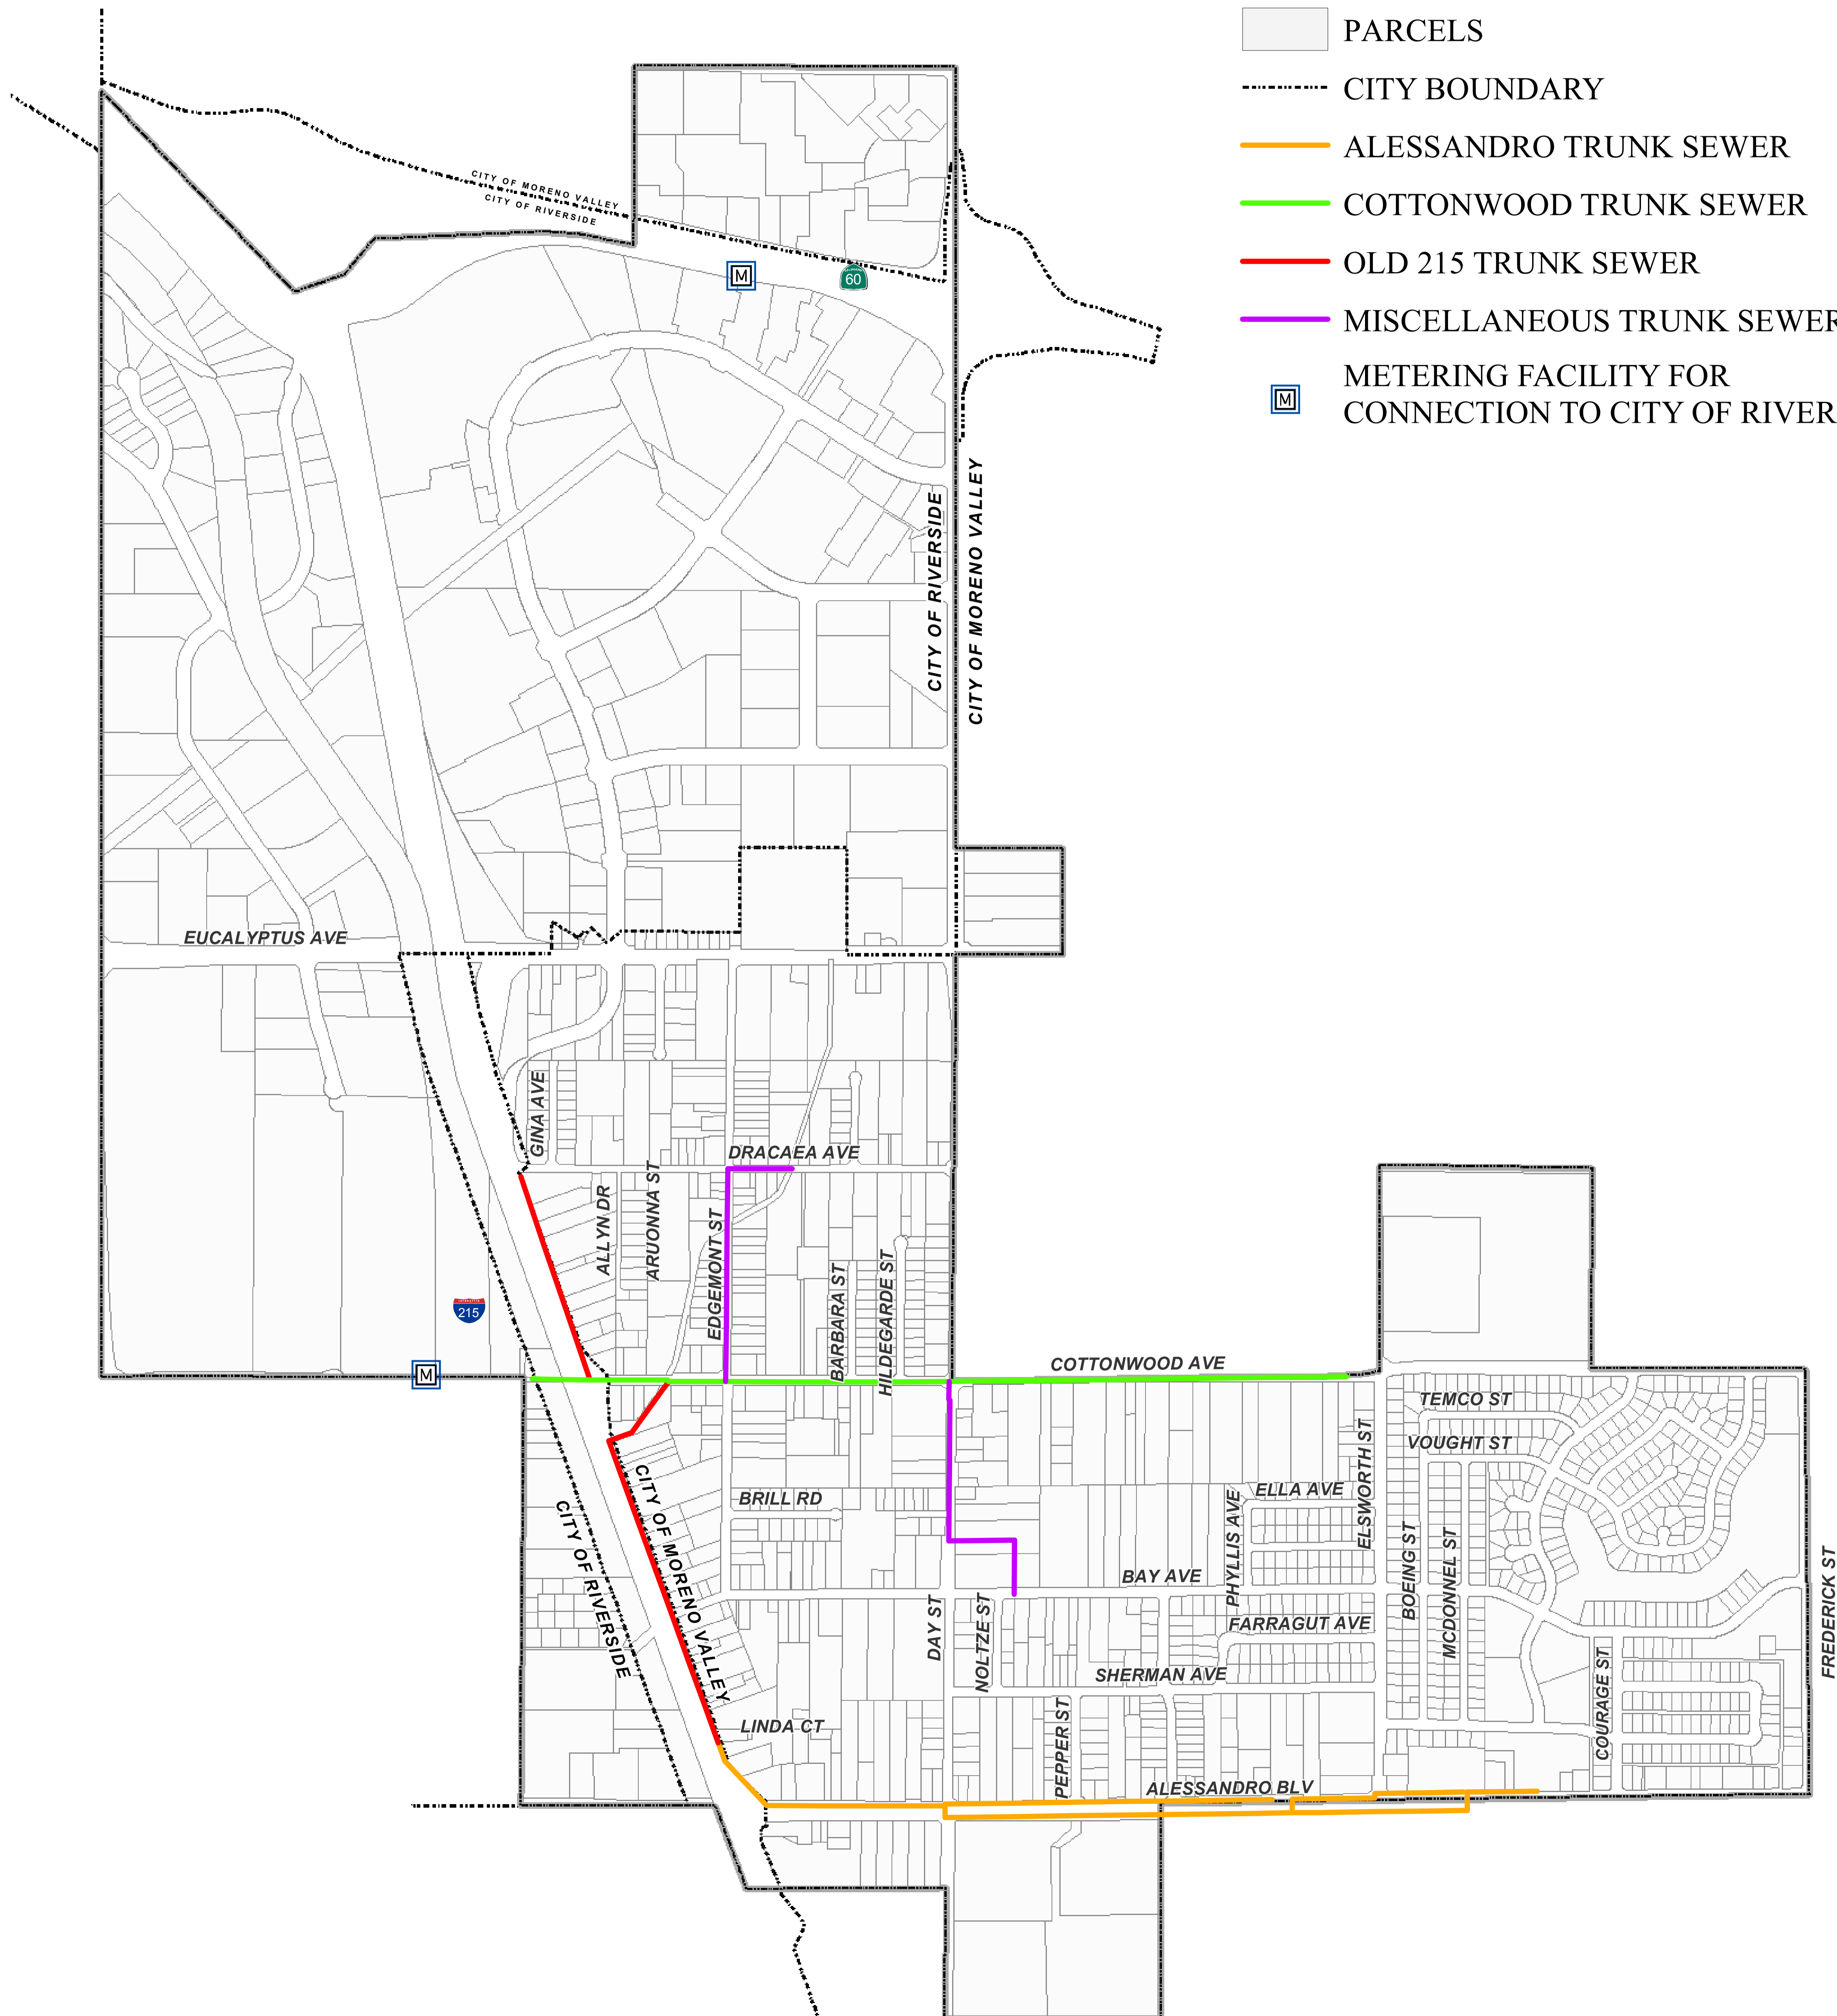 PARCELS
CITY BOUNDARY
ALESSANDRO TRUNK SEWER
COTTONWOOD TRUNK SEWER
OLD 215 TRUNK SEWER
MISCELLANEOUS TRUNK SEWER
M
METERING FACILITY FOR
CONNECTION TO CITY OF RIVER
CITY OF MORENO VALLEY
CITY OF RIVERSIDE
M
60
CITY OF RIVERSIDE
CITY OF MORENO VALLEY
EUCALYPTUS AVE
GINA AVE
DRACAEA AVE
ALLYN DR
ARUONNA ST
EDGEMONT ST
BARBARA ST
HILDEGARDE ST
215
M
COTTONWOOD AVE
TEMCO ST
VOUGHT ST
ELSWORTH ST
ELLA AVE
BRILL RD
PHYLLIS AVE
BOEING ST
MCDONNEL ST
CITY OF MORENO VALLEY
CITY OF RIVERSIDE
BAY AVE
FREDERICK ST
DAY ST
NOLTZE ST
FARRAGUT AVE
SHERMAN AVE
COURAGE ST
LINDA CT
PEPPER ST
ALESSANDRO BLV